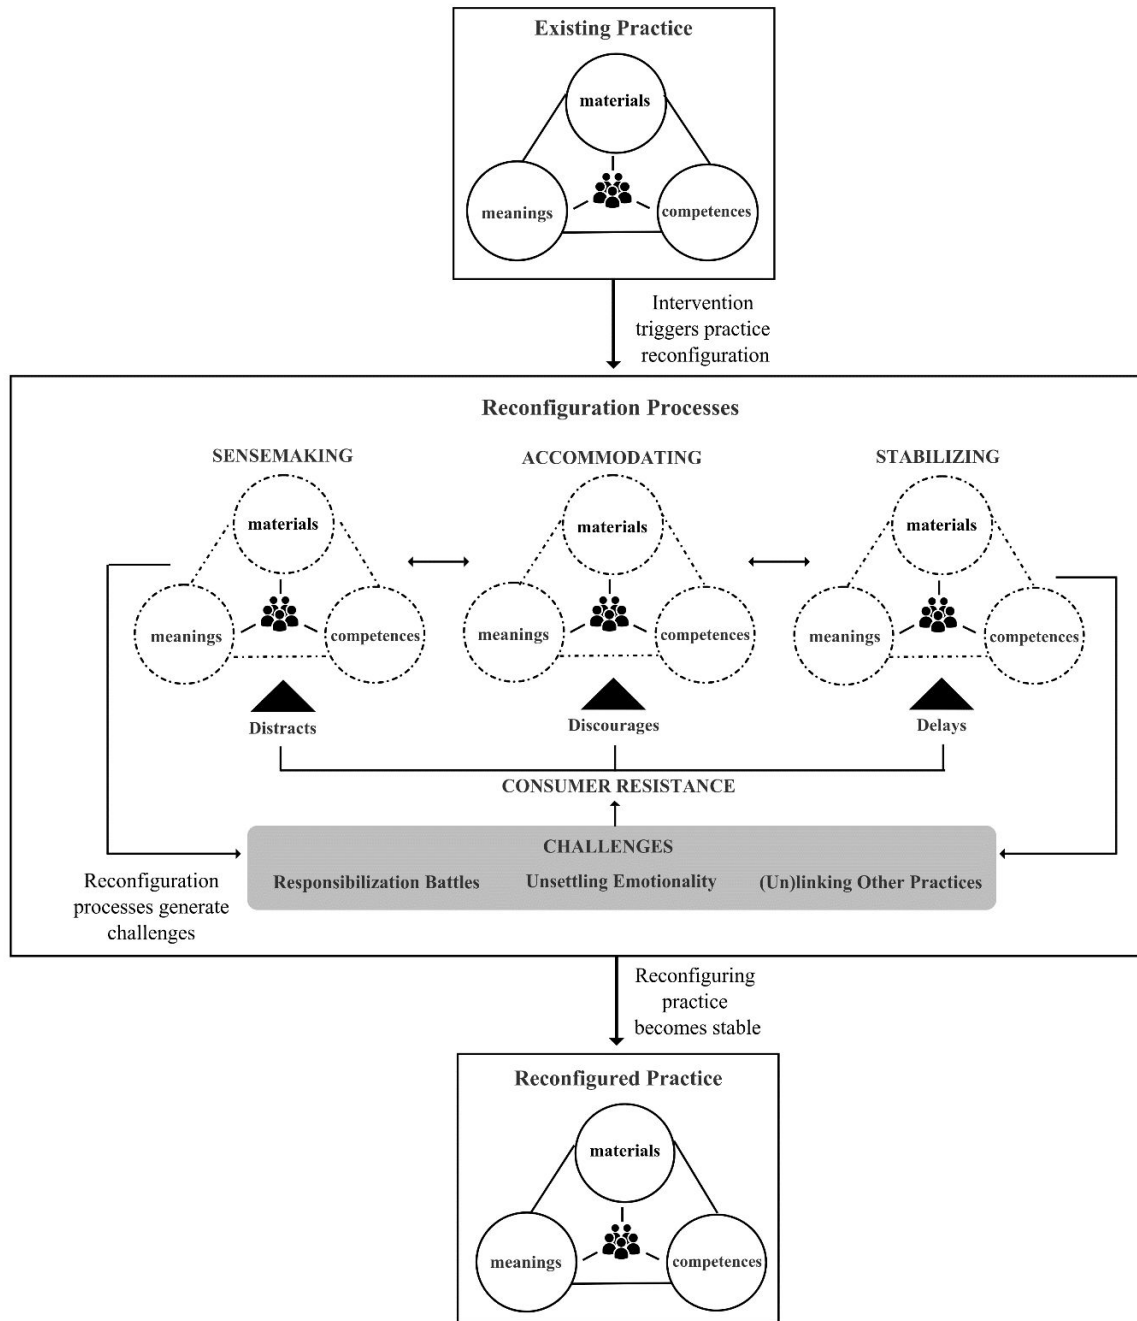 Existing Practice
materials
meanings
competences
Intervention
triggers practice
reconfiguration
Reconfiguration Processes
SENSEMAKING
ACCOMMODATING
STABILIZING
materials
materials
materials
meanings
competences
meanings
competences
meanings
competences
Distracts
Discourages
Delays
CONSUMER RESISTANCE
CHALLENGES
Responsibilization Battles
Unsettling Emotionality
(Un)linking Other Practices
Reconfiguration
processes generate
challenges
Reconfiguring
practice
becomes stable
Reconfigured Practice
materials
meanings
competences